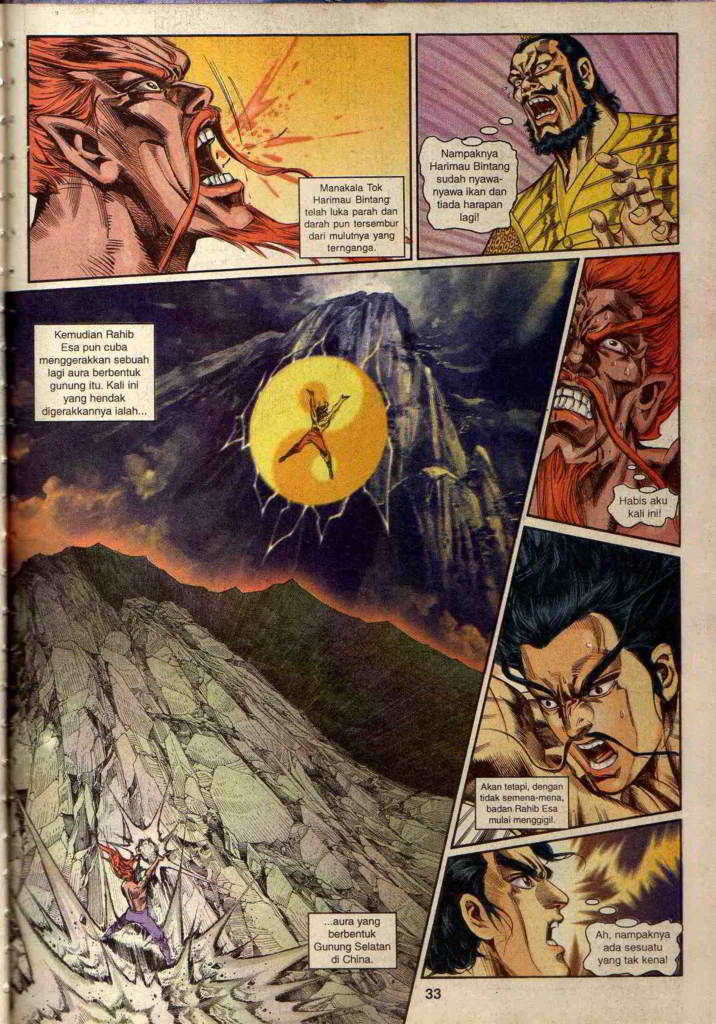 Manakala Tok
Harimau Bintang
telah luka parah dan
darah pun tersembur
dari mulutnya yang
ternganga.
Nampaknya
Harimau Bintang
sudah nyawa-
nyawa ikan dan
tiada harapan
lagi!
Kemudian Rahib
Esa pun cuba
menggerakkan sebuah
lagi aura berbentuk
gunung itu. Kali ini
yang hendak
digerakkannya ialah...
Habis aku
kali ini!
Akan tetapi, dengan
tidak semena-mena,
badan Rahib Esa
mulai menggigil.
...aura yang
berbentuk
Gunung Selatan
di China.
Ah, nampaknya
ada sesuatu
yang tak kena!
33